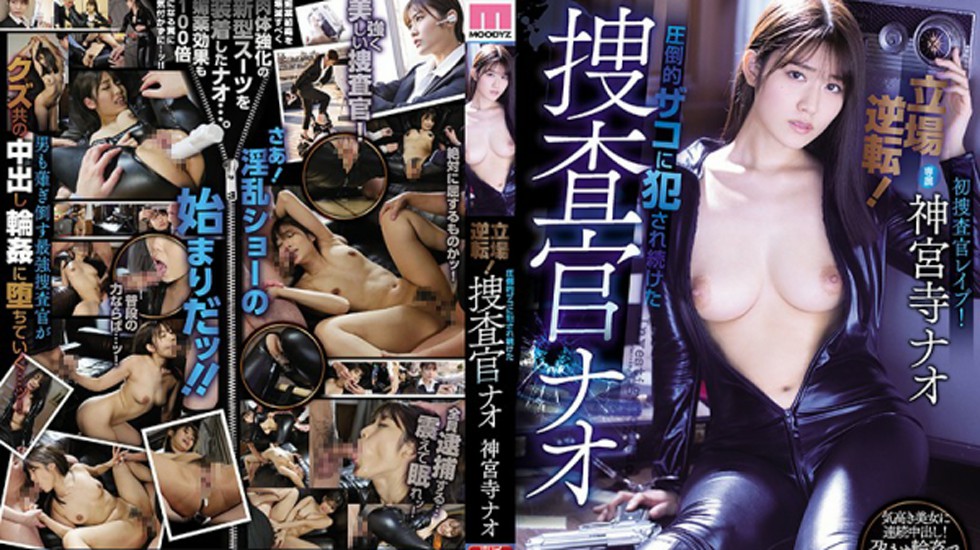 MOODYZ
強く
美しい捜査官！
肉体強化の
新型スーツを
装着したナオ…。
媚薬効果も
100倍
絶対に屈するものかッ！
さあ！
淫乱ショーの
始まりだッ!!
普段の
力ならば…ッ！
男も薙ぎ倒す最強捜査官が
クズ共の中出し輪姦に堕ちていく……
全員
逮捕する…
震えて眠れ！
立場
逆転！
圧倒的ザコに犯され続けた
捜査官ナオ
神宮寺ナオ
立場
逆転！
圧倒的ザコに犯され続けた
捜査官ナオ
初捜査官レイプ！
専属
神宮寺ナオ
気高き美女に
連続中出し！